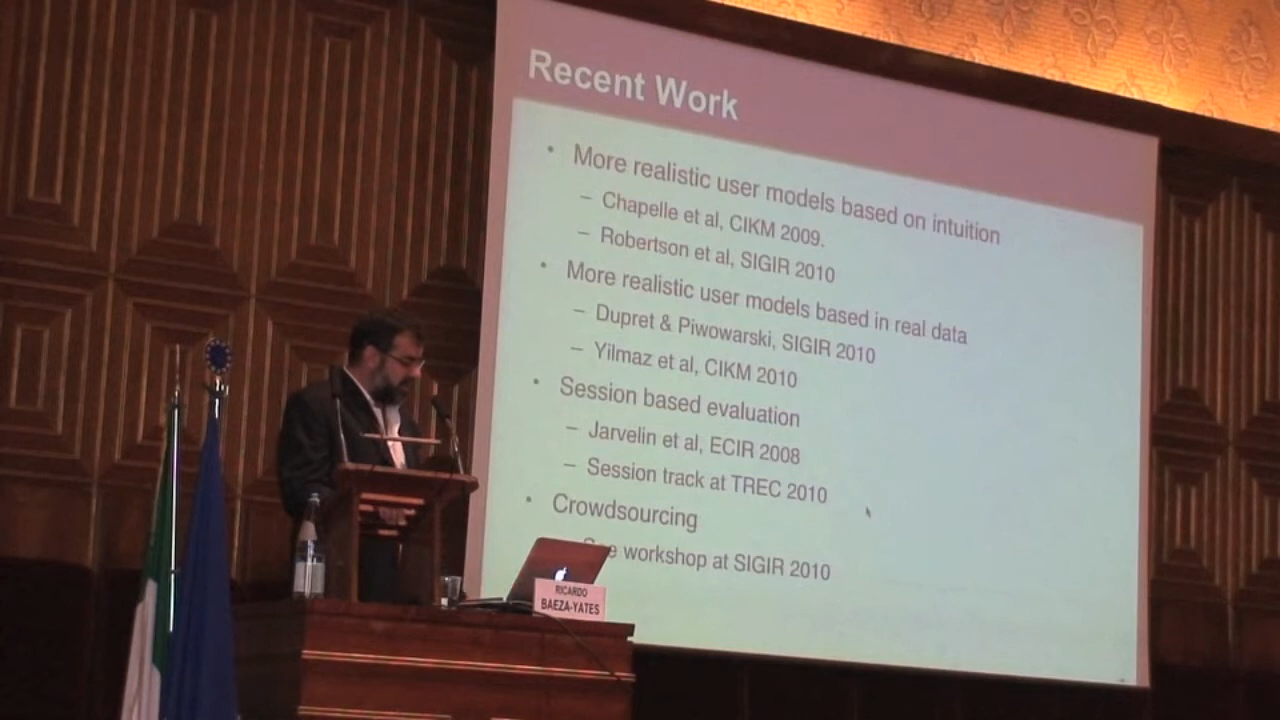 Recent Work
• More realistic user models based on intuition
– Chapelle et al, CIKM 2009.
– Robertson et al, SIGIR 2010
• More realistic user models based in real data
– Dupret & Piwowarski, SIGIR 2010
– Yilmaz et al, CIKM 2010
• Session based evaluation
– Jarvelin et al, ECIR 2008
– Session track at TREC 2010
• Crowdsourcing
workshop at SIGIR 2010
RICARDO
BAEZA-YATES